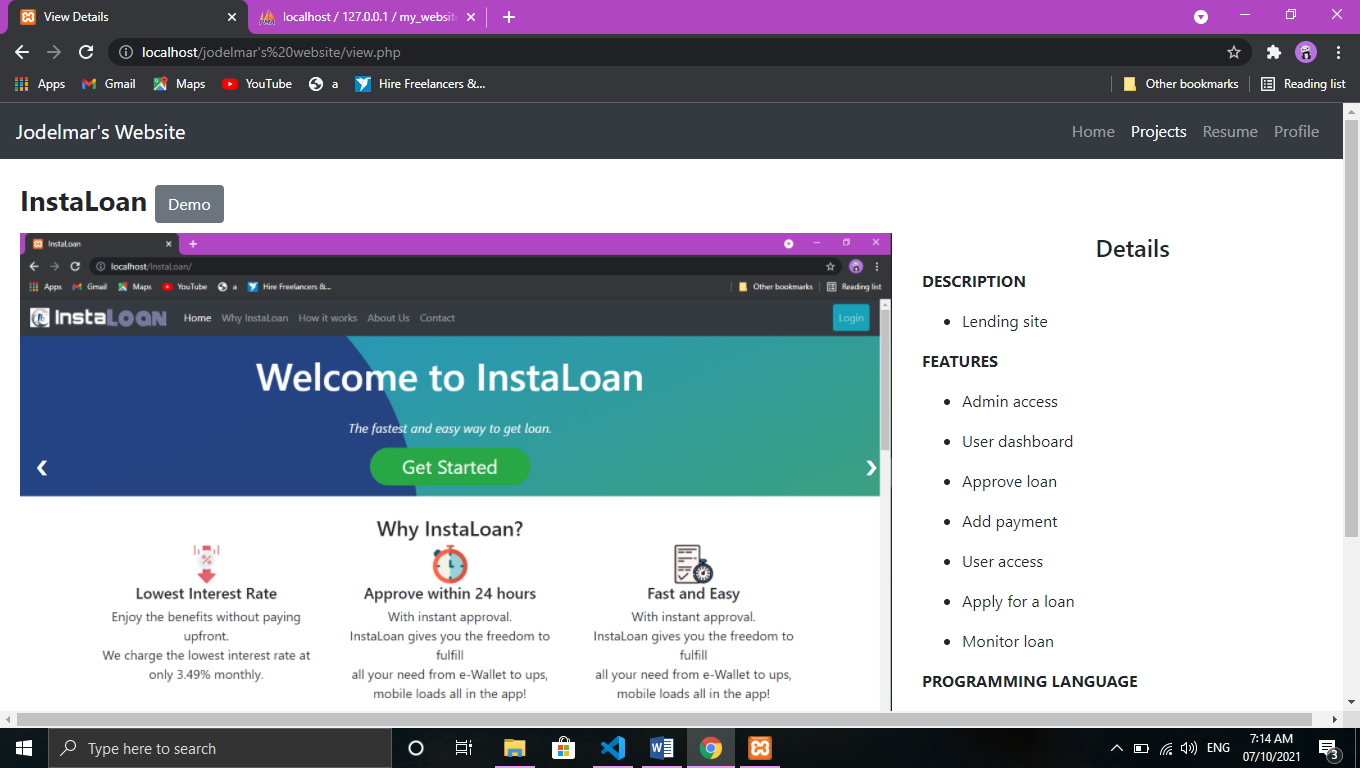 View Details
localhost / 127.0.0.1 / my_website
localhost/jodelmar's%20website/view.php
Apps
Gmail
Maps
YouTube
a
Hire Freelancers &...
Other bookmarks
Reading list
Jodelmar's Website
Home
Projects
Resume
Profile
InstaLoan
Demo
InstaLoan
localhost/InstaLoan/
Apps
Gmail
Maps
YouTube
a
Hire Freelancers &...
Other bookmarks
Reading list
InstaLOAN
Home
Why InstaLoan
How it works
About Us
Contact
Login
Welcome to InstaLoan
The fastest and easy way to get loan.
Get Started
Why InstaLoan?
Lowest Interest Rate
Enjoy the benefits without paying
upfront.
We charge the lowest interest rate at
only 3.49% monthly.
Approve within 24 hours
With instant approval.
InstaLoan gives you the freedom to
fulfill
all your need from e-Wallet to ups,
mobile loads all in the app!
Fast and Easy
With instant approval.
InstaLoan gives you the freedom to
fulfill
all your need from e-Wallet to ups,
mobile loads all in the app!
Details
DESCRIPTION
Lending site
FEATURES
Admin access
User dashboard
Approve loan
Add payment
User access
Apply for a loan
Monitor loan
PROGRAMMING LANGUAGE
Type here to search
ENG
7:14 AM
07/10/2021
3